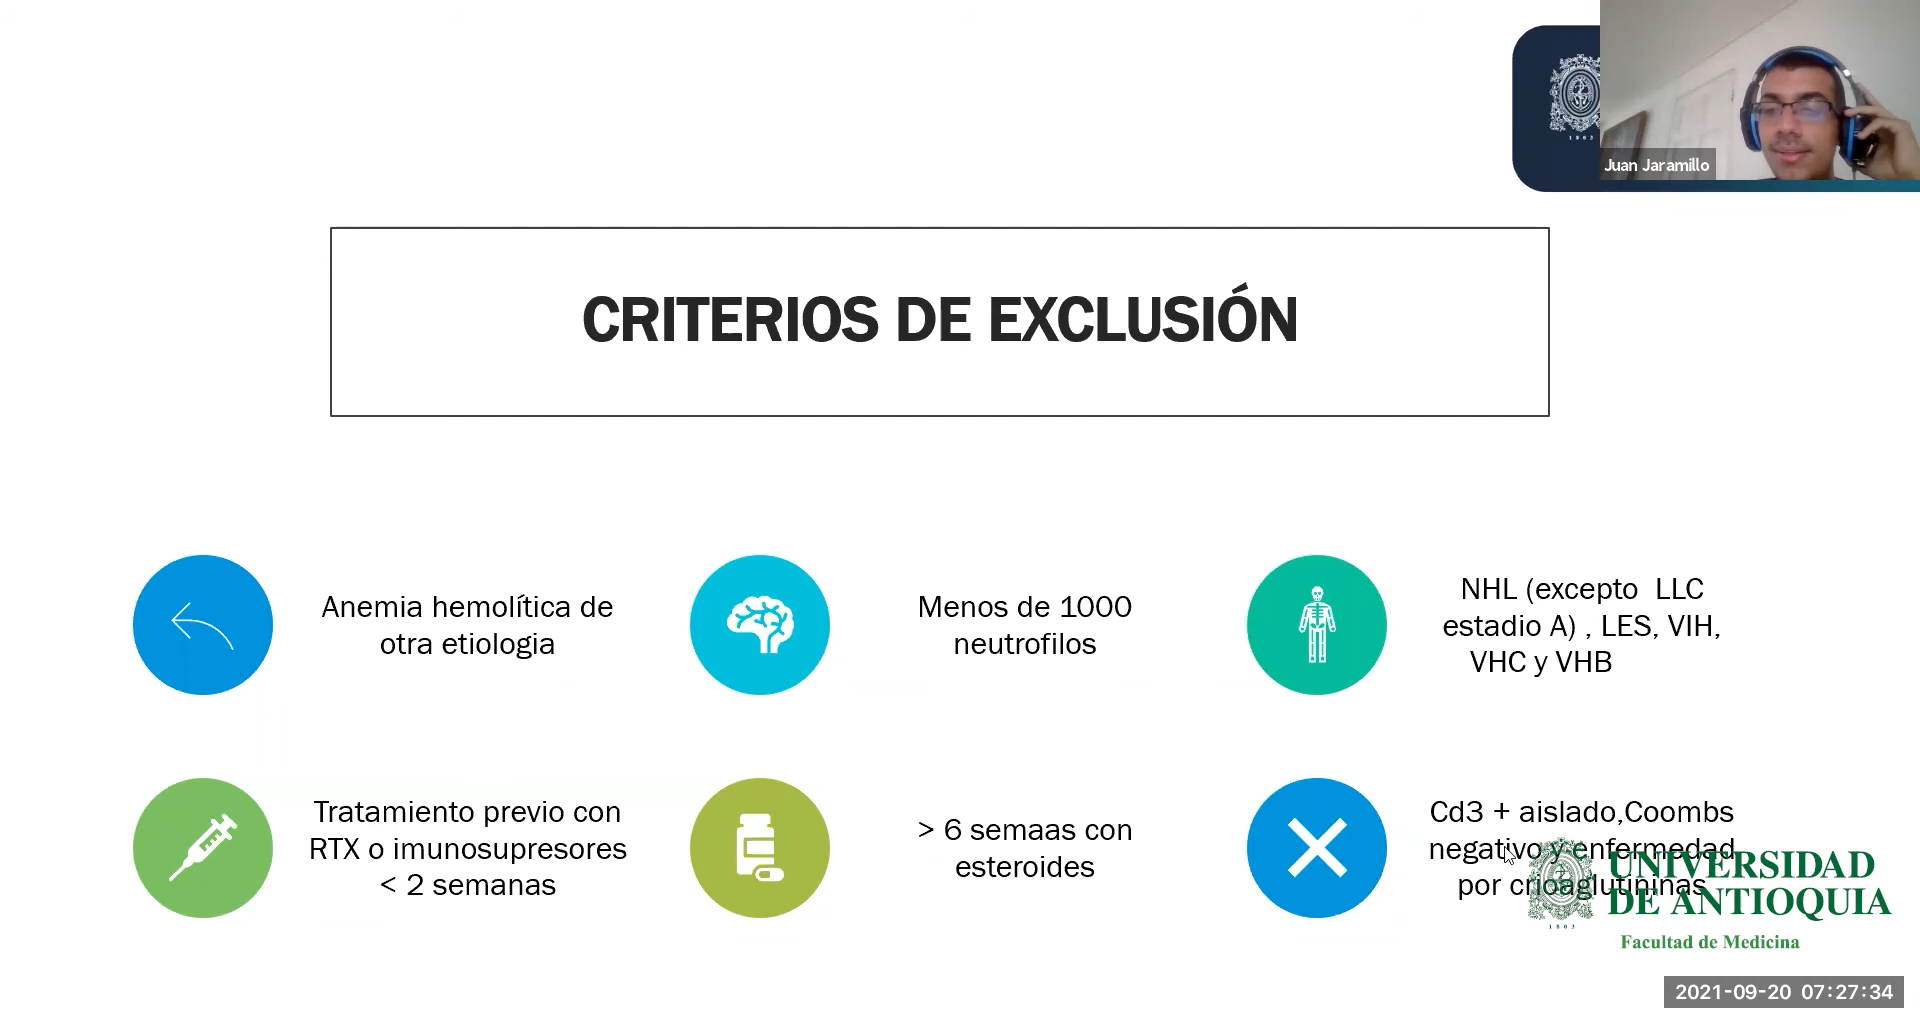 Juan Jaramillo
CRITERIOS DE EXCLUSIÓN
Anemia hemolítica de
otra etiologia
Menos de 1000
neutrofilos
NHL (excepto LLC
estadio A) , LES, VIH,
VHC y VHB
Tratamiento previo con
RTX o imunosupresores
< 2 semanas
> 6 semaas con
esteroides
Cd3 + aislado,Coombs
negativo y enfermedad
por crioaglutininas
UNIVERSIDAD
DE ANTIOQUIA
1803
Facultad de Medicina
1803
2021-09-20 07:27:34